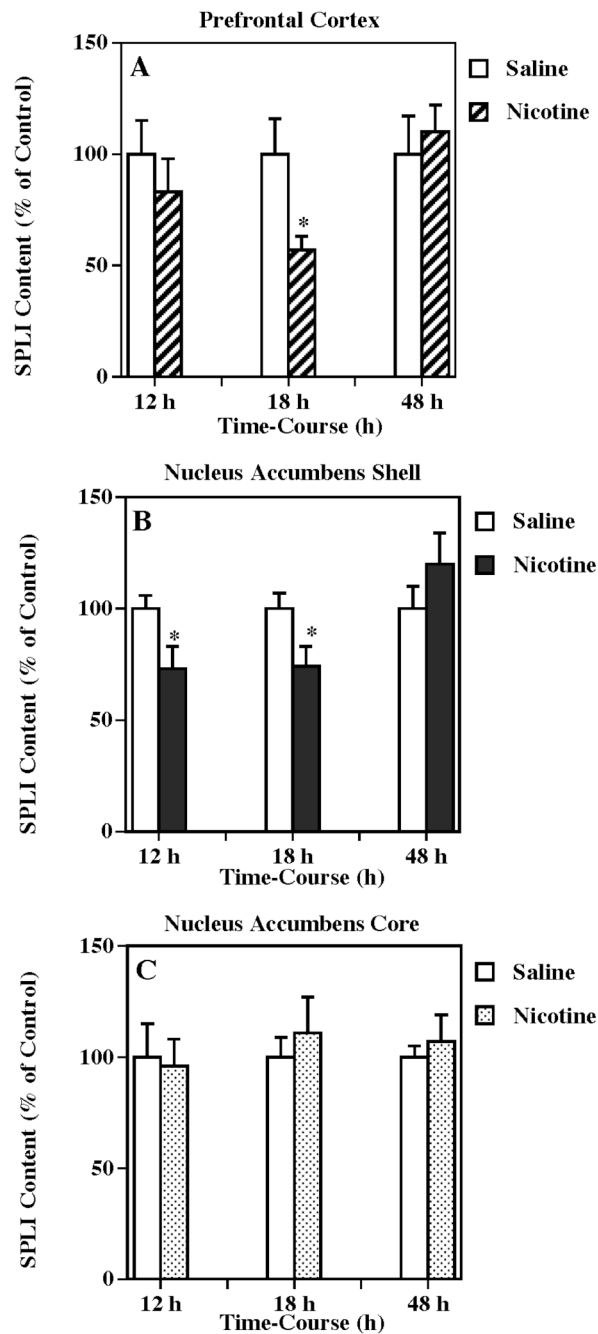 Prefrontal Cortex
150
A
Saline
Nicotine
100
*
50
0
SPLI Content (% of Control)
12 h 18 h 48 h
Time-Course (h)
Nucleus Accumbens Shell
150
B
Saline
Nicotine
100
* *
50
0
SPLI Content (% of Control)
12 h 18 h 48 h
Time-Course (h)
Nucleus Accumbens Core
150
C
Saline
Nicotine
100
50
0
SPLI Content (% of Control)
12 h 18 h 48 h
Time-Course (h)